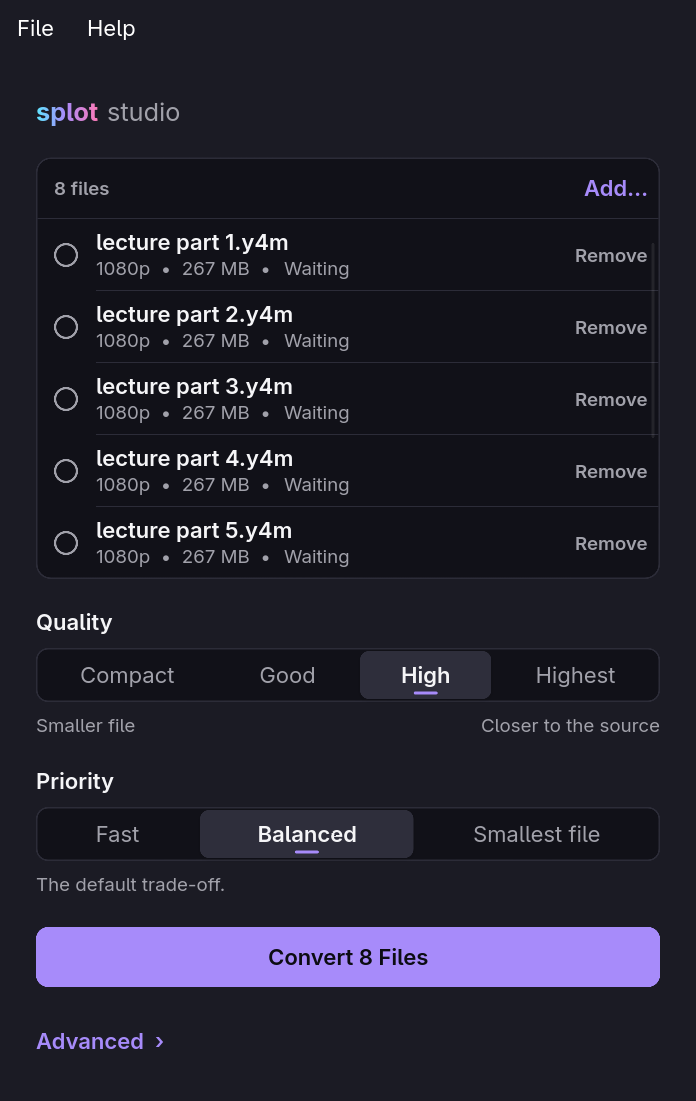 File Help
splot studio
8 files Add...
lecture part 1.y4m
1080p • 267 MB • Waiting Remove
lecture part 2.y4m
1080p • 267 MB • Waiting Remove
lecture part 3.y4m
1080p • 267 MB • Waiting Remove
lecture part 4.y4m
1080p • 267 MB • Waiting Remove
lecture part 5.y4m
1080p • 267 MB • Waiting Remove
Quality
Compact Good High Highest
Smaller file Closer to the source
Priority
Fast Balanced Smallest file
The default trade-off.
Convert 8 Files
Advanced ›